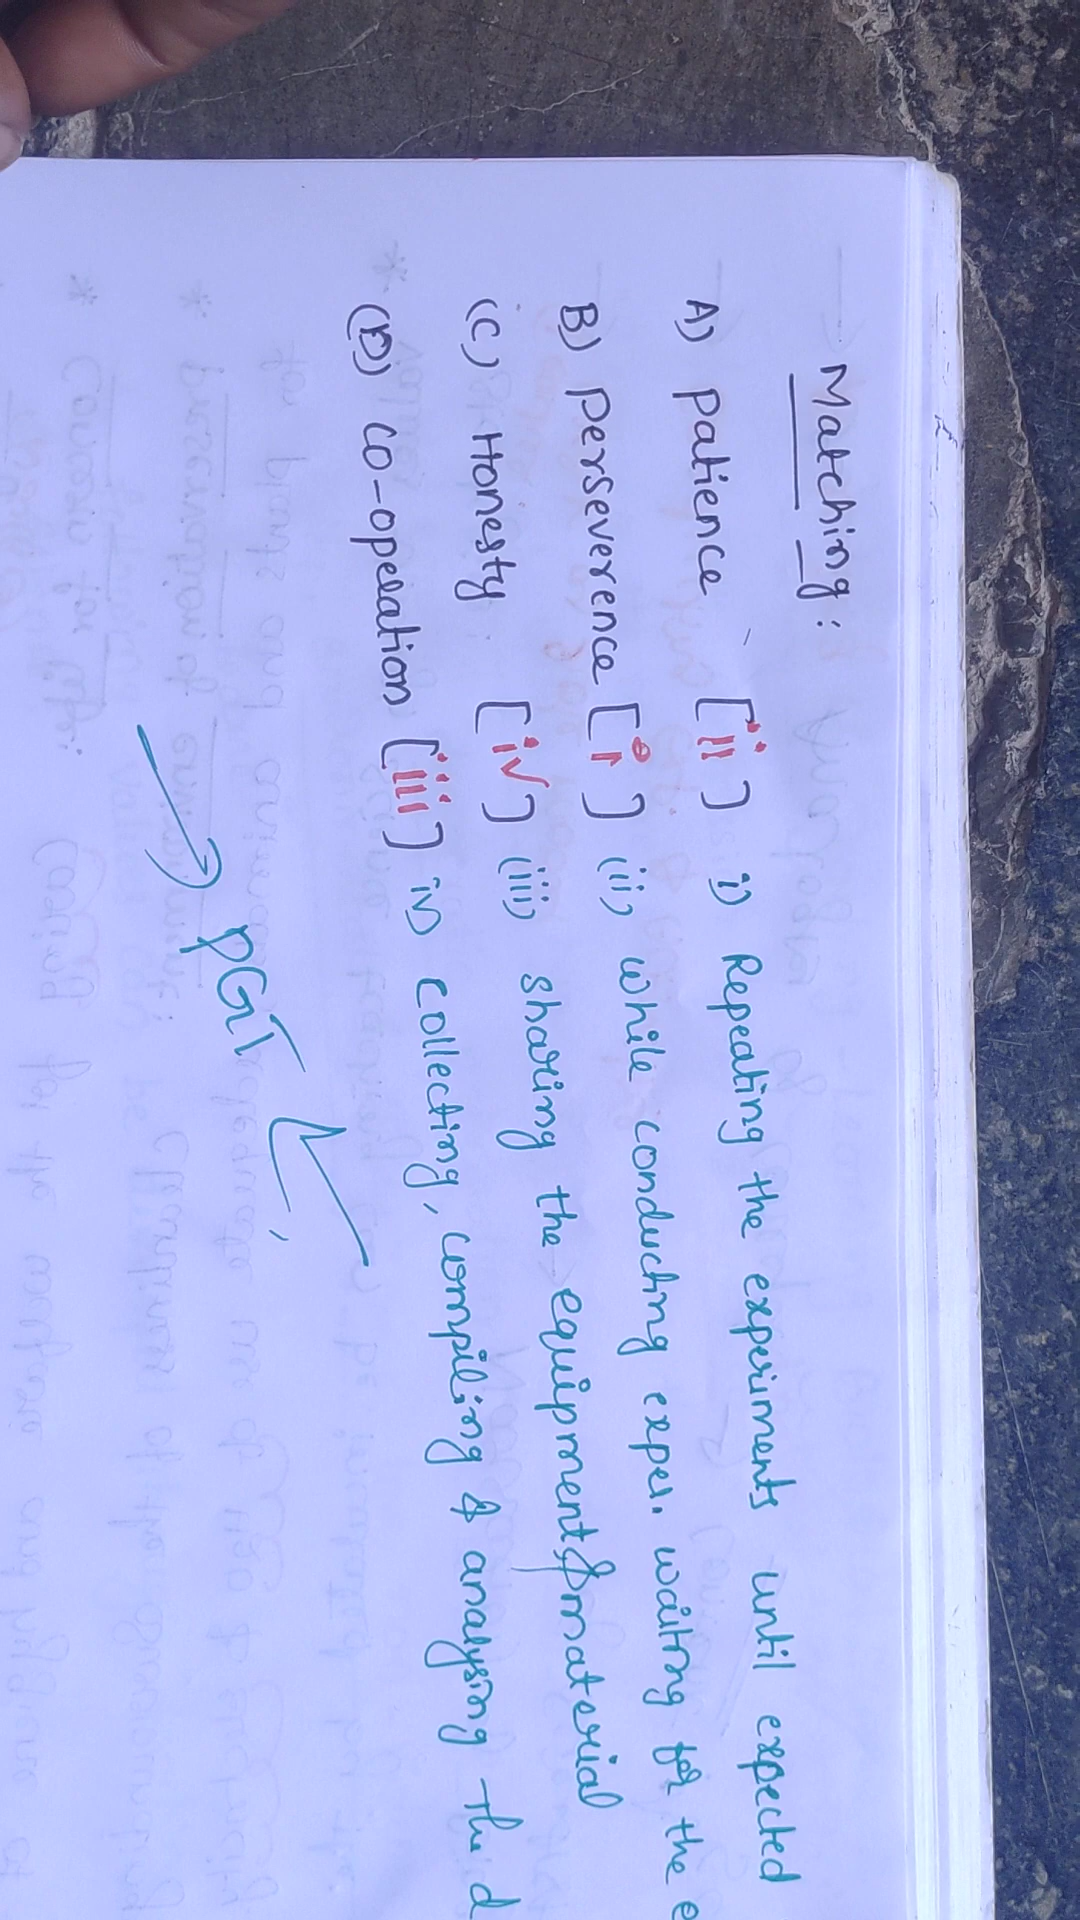 Matching :
A) Patience [ii] i) Repeating the experiments until expected
B) Perseverence [i] (ii) while conducting exper. waiting for the e
(C) Honesty [iv] (iii) sharing the equipment & material
(D) co-operation [iii] iv) collecting, compiling & analysing the d
PGT